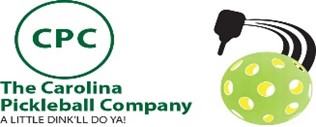 CPC
The Carolina
Pickleball Company
A LITTLE DINK'LL DO YA!